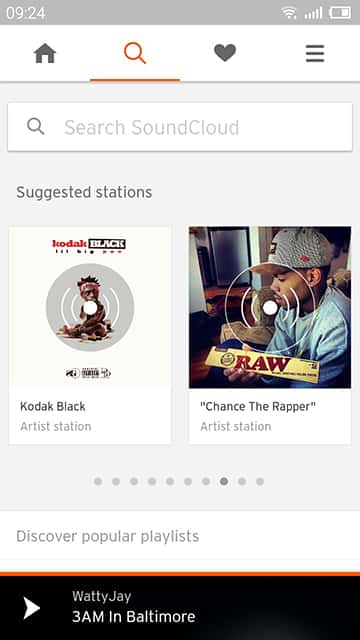 09:24
Search SoundCloud
Suggested stations
kodak BLACK
lil big pac
RAW
Kodak Black
Artist station
"Chance The Rapper"
Artist station
Discover popular playlists
WattyJay
3AM In Baltimore